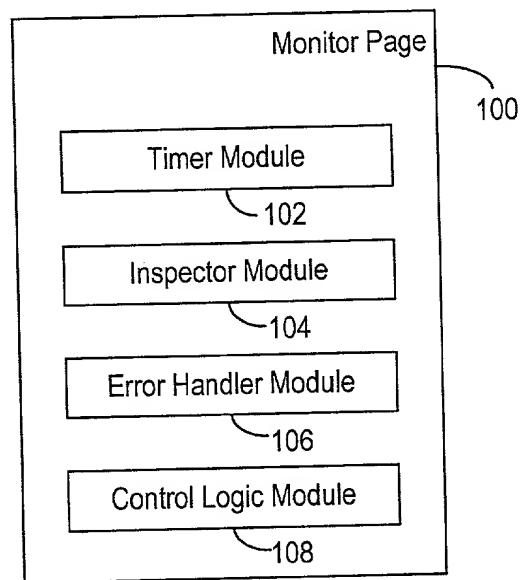 Monitor Page
100
Timer Module
102
Inspector Module
104
Error Handler Module
106
Control Logic Module
108